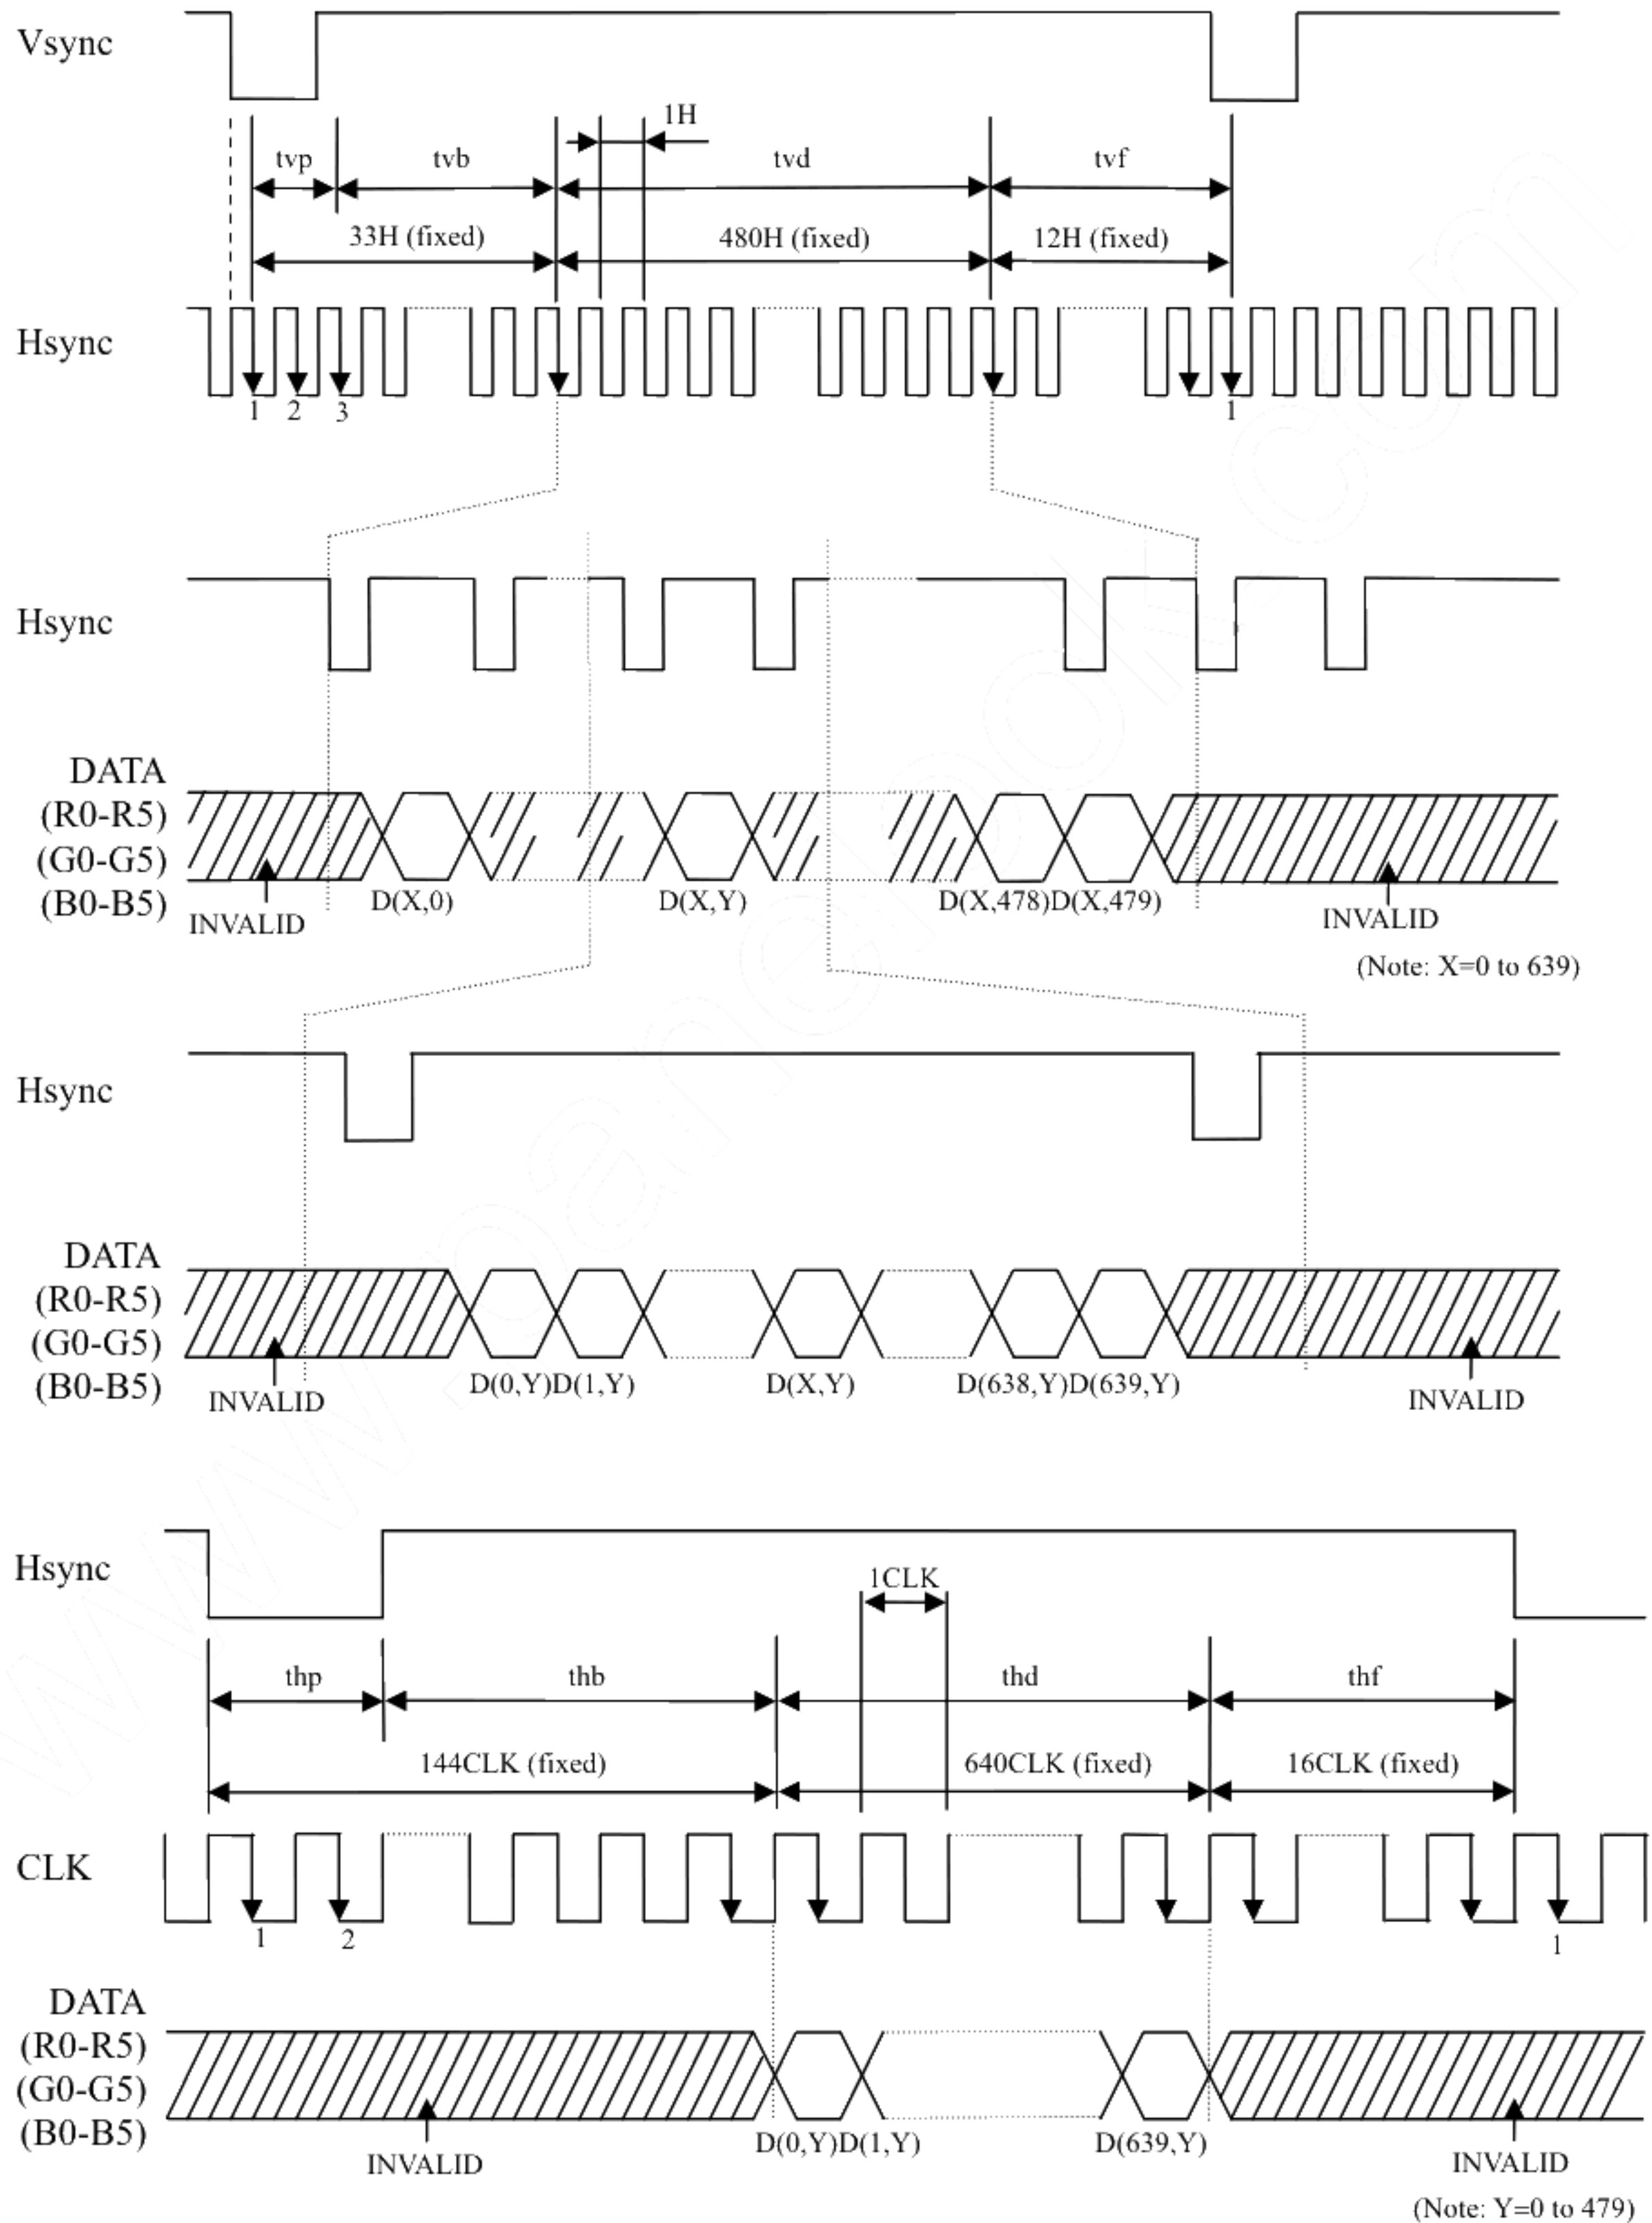 Vsync
1H
tvp tvb tvd tvf
33H (fixed) 480H (fixed) 12H (fixed)
Hsync
1 2 3 1
Hsync
DATA
(R0-R5)
(G0-G5)
(B0-B5)
D(X,0) D(X,Y) D(X,478)D(X,479)
INVALID INVALID
(Note: X=0 to 639)
Hsync
DATA
(R0-R5)
(G0-G5)
(B0-B5)
D(0,Y)D(1,Y) D(X,Y) D(638,Y)D(639,Y)
INVALID INVALID
Hsync
1CLK
thp thb thd thf
144CLK (fixed) 640CLK (fixed) 16CLK (fixed)
CLK
1 2 1
DATA
(R0-R5)
(G0-G5)
(B0-B5)
D(0,Y)D(1,Y) D(639,Y)
INVALID INVALID
(Note: Y=0 to 479)